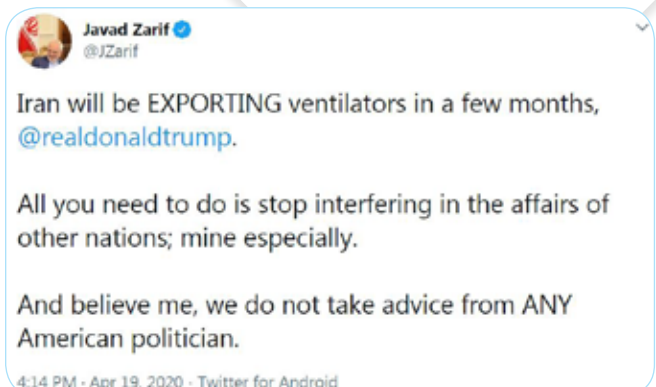 Javad Zarif
@JZarif
Iran will be EXPORTING ventilators in a few months,
@realdonaldtrump.
All you need to do is stop interfering in the affairs of
other nations; mine especially.
And believe me, we do not take advice from ANY
American politician.
4:14 PM · Apr 19, 2020 · Twitter for Android